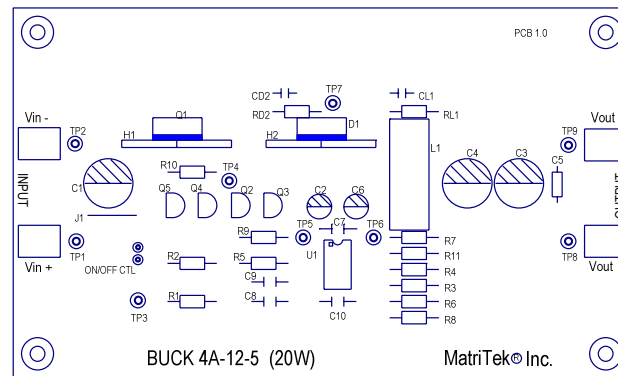 PCB 1.0
CD2
TP7
CL1
RD2
RL1
Q1
D1
H1
H2
L1
Vin -
TP2
Vout
TP9
C4
C3
C5
R10
TP4
C1
INPUT
Q5
Q4
Q2
Q3
C2
C6
J1
C7
R9
TP5
TP6
R7
Vin +
TP1
TP8
Vout
ON/OFF CTL
R2
R5
U1
R11
R4
C9
R3
R1
C8
C10
R6
R8
TP3
BUCK 4A-12-5 (20W)
MatriTek® Inc.